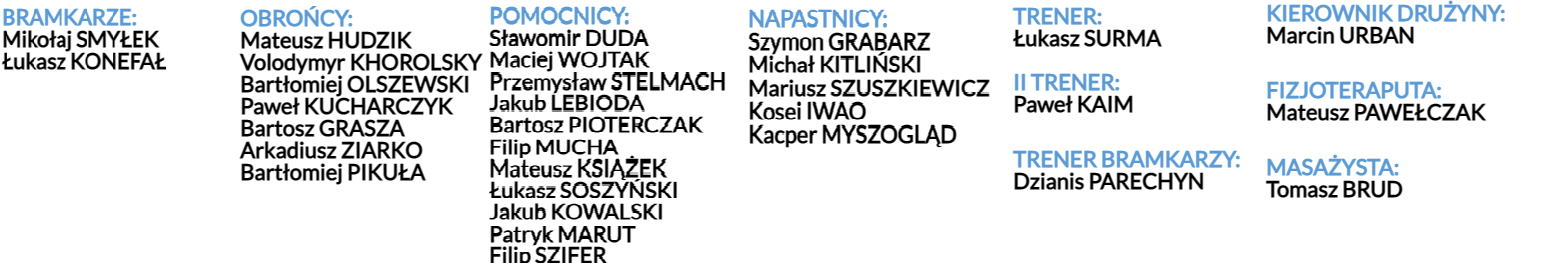 BRAMKARZE:
Mikołaj SMYŁEK
Łukasz KONEFAŁ
OBROŃCY:
Mateusz HUDZIK
Volodymyr KHOROLSKY
Bartłomiej OLSZEWSKI
Paweł KUCHARCZYK
Bartosz GRASZA
Arkadiusz ZIARKO
Bartłomiej PIKUŁA
POMOCNICY:
Sławomir DUDA
Maciej WOJTAK
Przemysław STELMACH
Jakub LEBIODA
Bartosz PIOTERCZAK
Filip MUCHA
Mateusz KSIĄŻEK
Łukasz SOSZYŃSKI
Jakub KOWALSKI
Patryk MARUT
Filip SZIFER
NAPASTNICY:
Szymon GRABARZ
Michał KITLIŃSKI
Mariusz SZUSZKIEWICZ
Kosei IWAO
Kacper MYSZOGLĄD
TRENER:
Łukasz SURMA
II TRENER:
Paweł KAIM
TRENER BRAMKARZY:
Dzianis PARECHYN
KIEROWNIK DRUŻYNY:
Marcin URBAN
FIZJOTERAPUTA:
Mateusz PAWEŁCZAK
MASAŻYSTA:
Tomasz BRUD